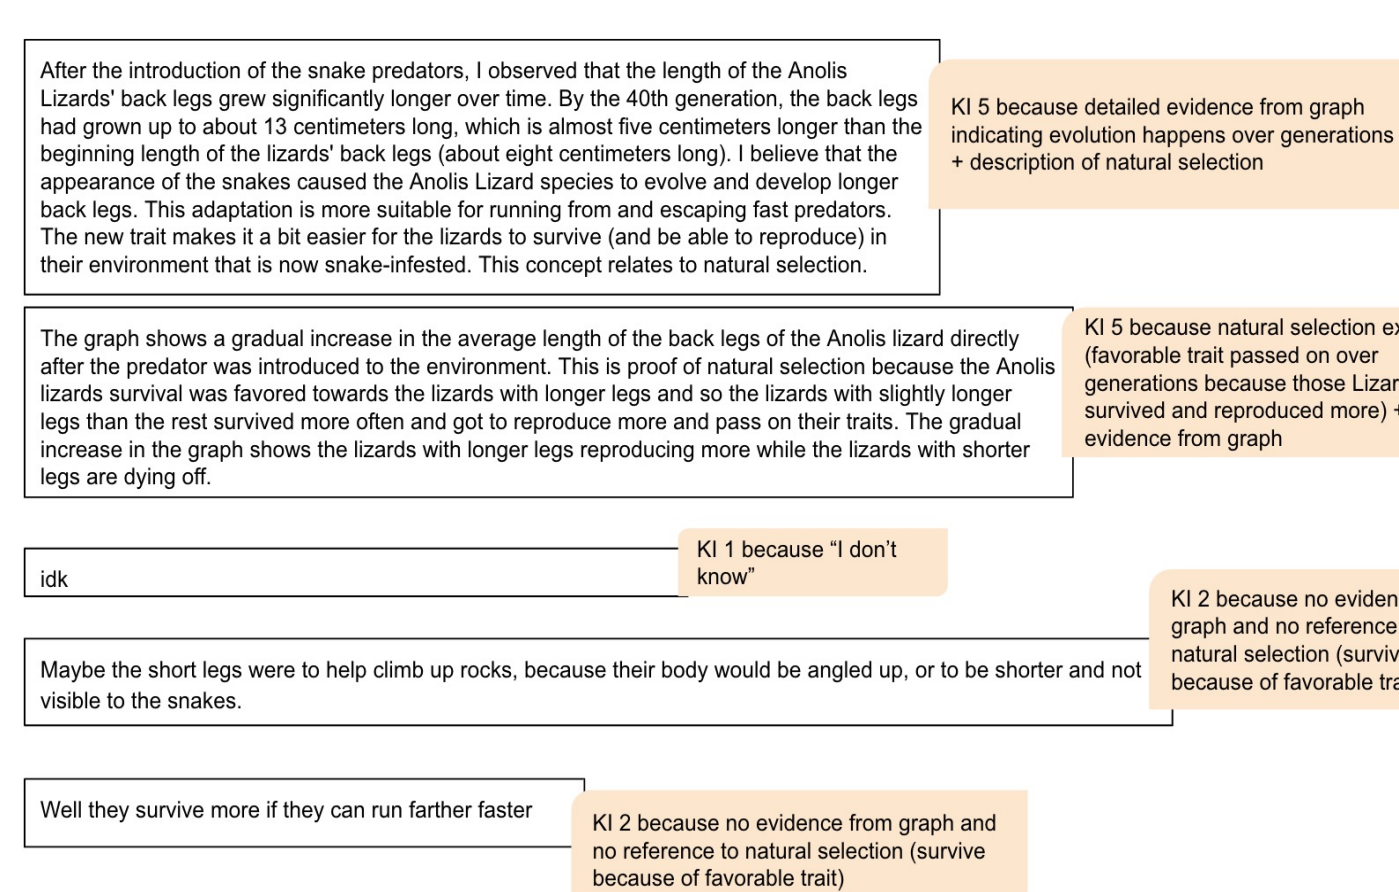 After the introduction of the snake predators, I observed that the length of the Anolis
Lizards' back legs grew significantly longer over time. By the 40th generation, the back legs
had grown up to about 13 centimeters long, which is almost five centimeters longer than the
beginning length of the lizards' back legs (about eight centimeters long). I believe that the
appearance of the snakes caused the Anolis Lizard species to evolve and develop longer
back legs. This adaptation is more suitable for running from and escaping fast predators.
The new trait makes it a bit easier for the lizards to survive (and be able to reproduce) in
their environment that is now snake-infested. This concept relates to natural selection.
KI 5 because detailed evidence from graph
indicating evolution happens over generations
+ description of natural selection
The graph shows a gradual increase in the average length of the back legs of the Anolis lizard directly
after the predator was introduced to the environment. This is proof of natural selection because the Anolis
lizards survival was favored towards the lizards with longer legs and so the lizards with slightly longer
legs than the rest survived more often and got to reproduce more and pass on their traits. The gradual
increase in the graph shows the lizards with longer legs reproducing more while the lizards with shorter
legs are dying off.
KI 5 because natural selection
(favorable trait passed on over
generations because those
survived and reproduced more)
evidence from graph
idk
KI 1 because “I don’t
know”
Maybe the short legs were to help climb up rocks, because their body would be angled up, or to be shorter and not
visible to the snakes.
KI 2 because no
graph and no reference
natural selection
because of favorable
Well they survive more if they can run farther faster
KI 2 because no evidence from graph and
no reference to natural selection (survive
because of favorable trait)